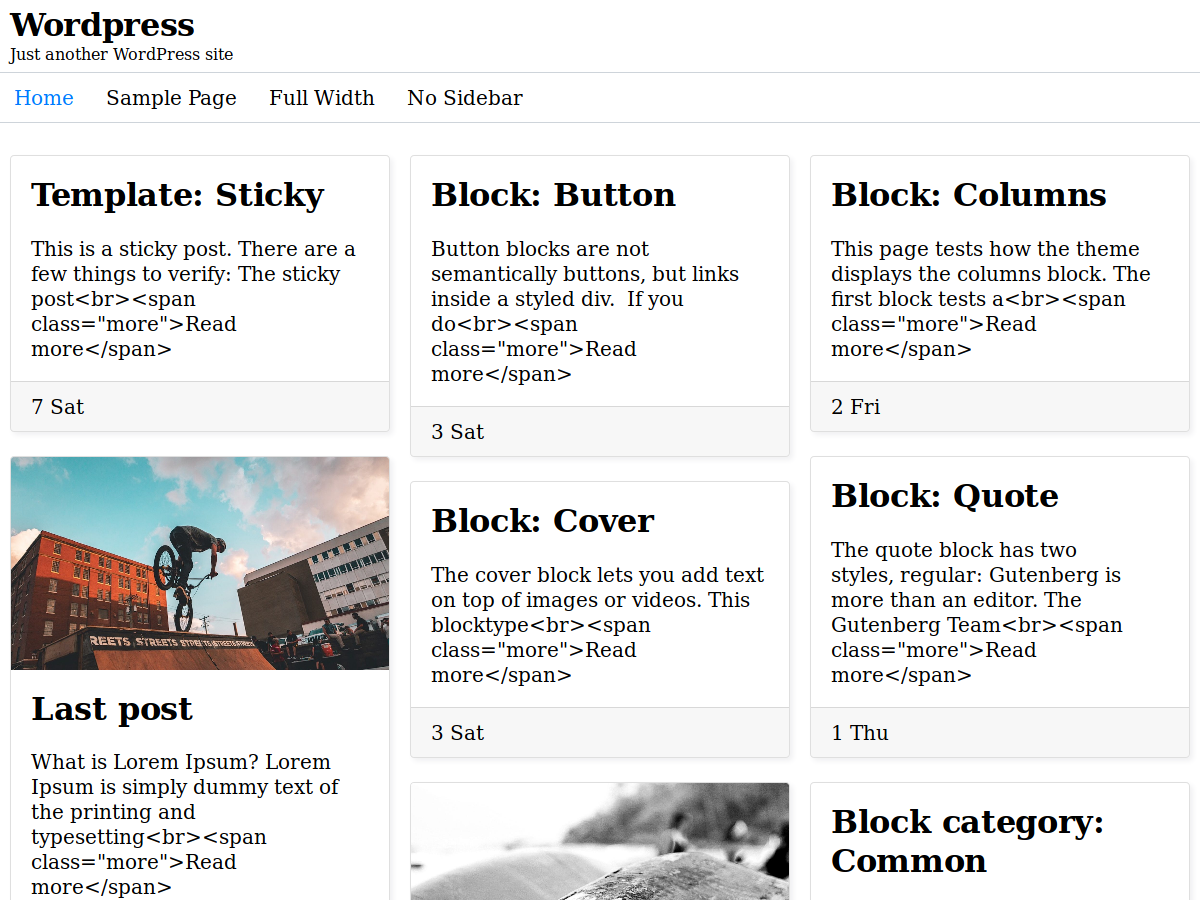 Wordpress
Just another WordPress site
Home Sample Page Full Width No Sidebar
Template: Sticky
This is a sticky post. There are a
few things to verify: The sticky
post<br><span
class="more">Read
more</span>
7 Sat
REETS STREETS STREETS STREETS STREETS
Last post
What is Lorem Ipsum? Lorem
Ipsum is simply dummy text of
the printing and
typesetting<br><span
class="more">Read
more</span>
Block: Button
Button blocks are not
semantically buttons, but links
inside a styled div.  If you
do<br><span
class="more">Read
more</span>
3 Sat
Block: Cover
The cover block lets you add text
on top of images or videos. This
blocktype<br><span
class="more">Read
more</span>
3 Sat
Block: Columns
This page tests how the theme
displays the columns block. The
first block tests a<br><span
class="more">Read
more</span>
2 Fri
Block: Quote
The quote block has two
styles, regular: Gutenberg is
more than an editor. The
Gutenberg Team<br><span
class="more">Read
more</span>
1 Thu
Block category:
Common